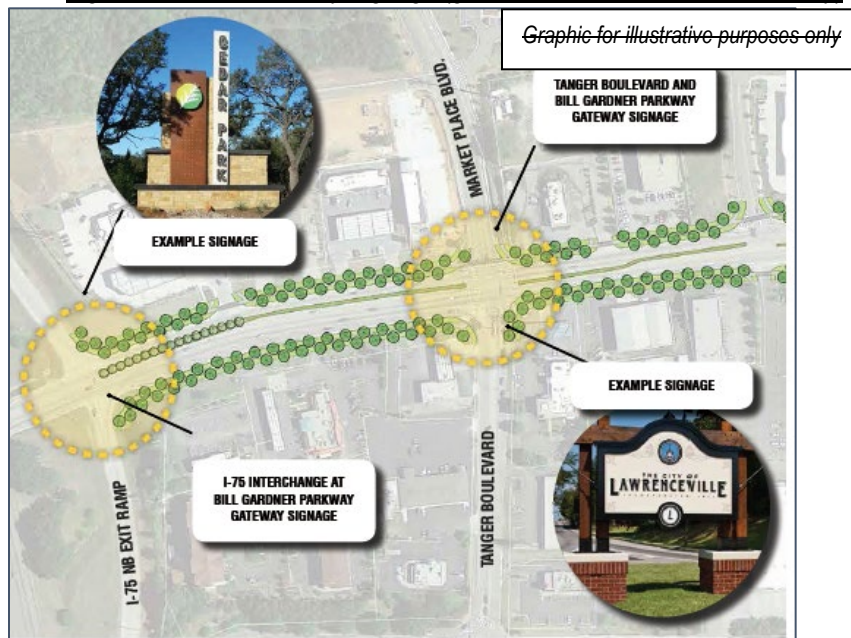 Graphic for illustrative purposes only
CEDAR PARK
MARKET PLACE BLVD.
TANGER BOULEVARD AND
BILL GARDNER PARKWAY
GATEWAY SIGNAGE
EXAMPLE SIGNAGE
EXAMPLE SIGNAGE
I-75 INTERCHANGE AT
BILL GARDNER PARKWAY
GATEWAY SIGNAGE
I-75 NB EXIT RAMP
TANGER BOULEVARD
THE CITY OF
LAWRENCEVILLE
L